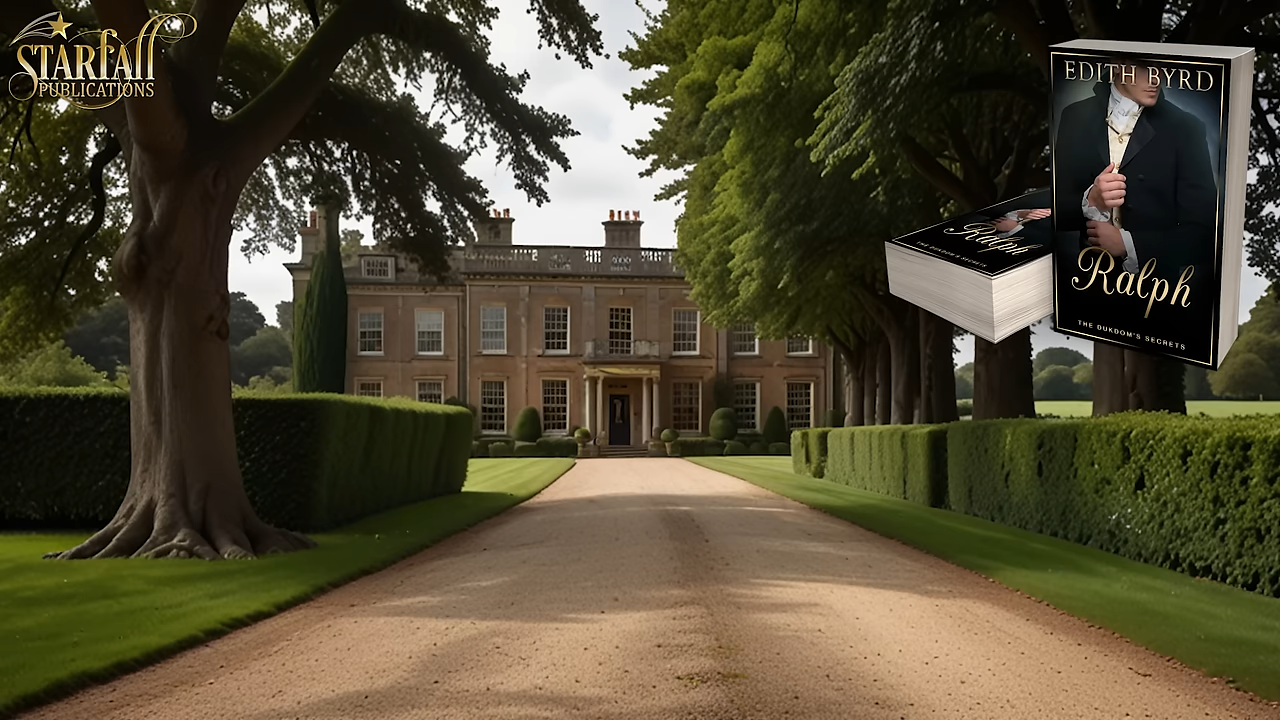 STARfall
PUBLICATIONS
EDITH BYRD
Ralph
THE DUKDOM'S SECRETS
Ralph
THE DUKDOM'S SECRETS